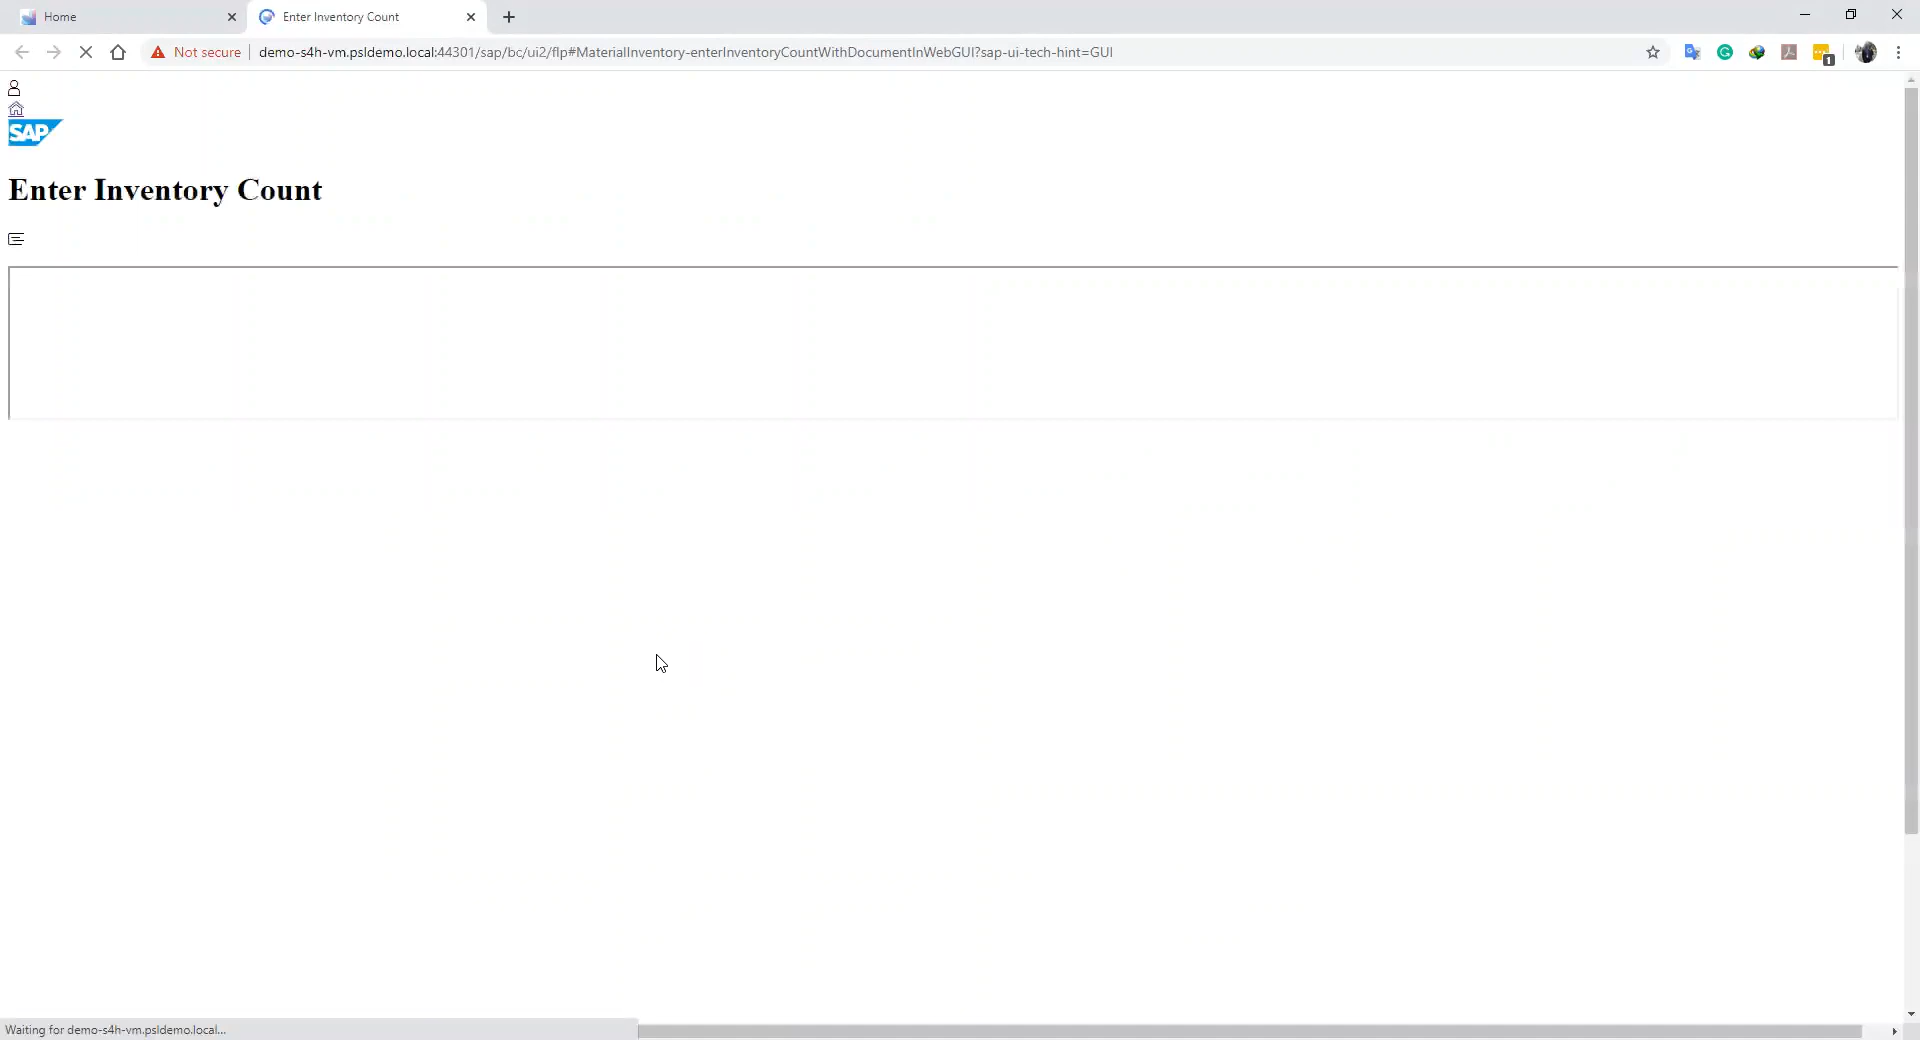 Home
Enter Inventory Count
Not secure
demo-s4h-vm.psldemo.local:44301/sap/bc/ui2/flp#MaterialInventory-enterInventoryCountWithDocumentInWebGUI?sap-ui-tech-hint=GUI
1
SAP
Enter Inventory Count
Waiting for demo-s4h-vm.psldemo.local...